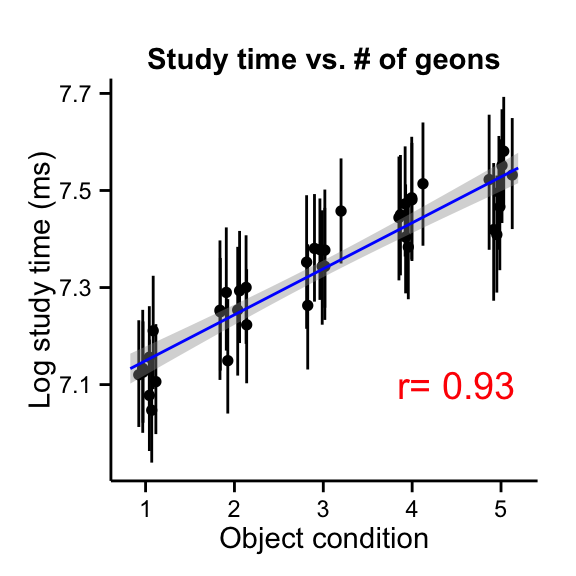 Study time vs. # of geons
Log study time (ms)
7.7
7.5
7.3
7.1
r= 0.93
1 2 3 4 5
Object condition